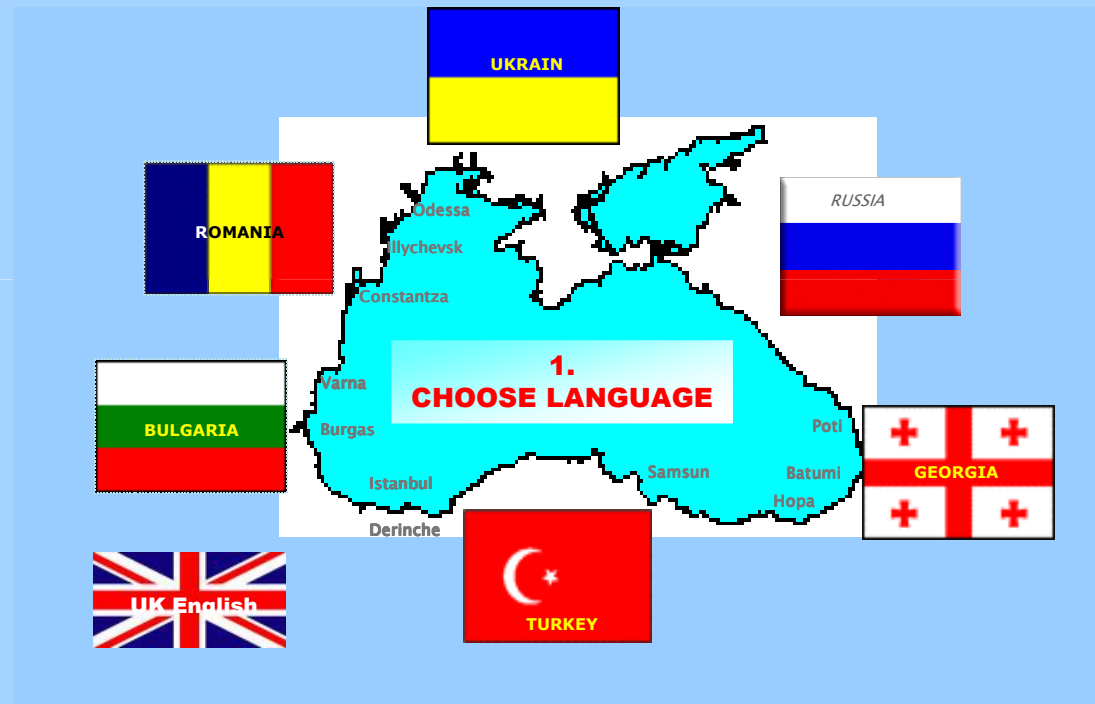 UKRAIN
ROMANIA
RUSSIA
Odessa
Illychevsk
Constantza
1.
CHOOSE LANGUAGE
Varna
Burgas
BULGARIA
Poti
Istanbul
Samsun
Batumi
GEORGIA
Hopa
Derinche
UK English
TURKEY